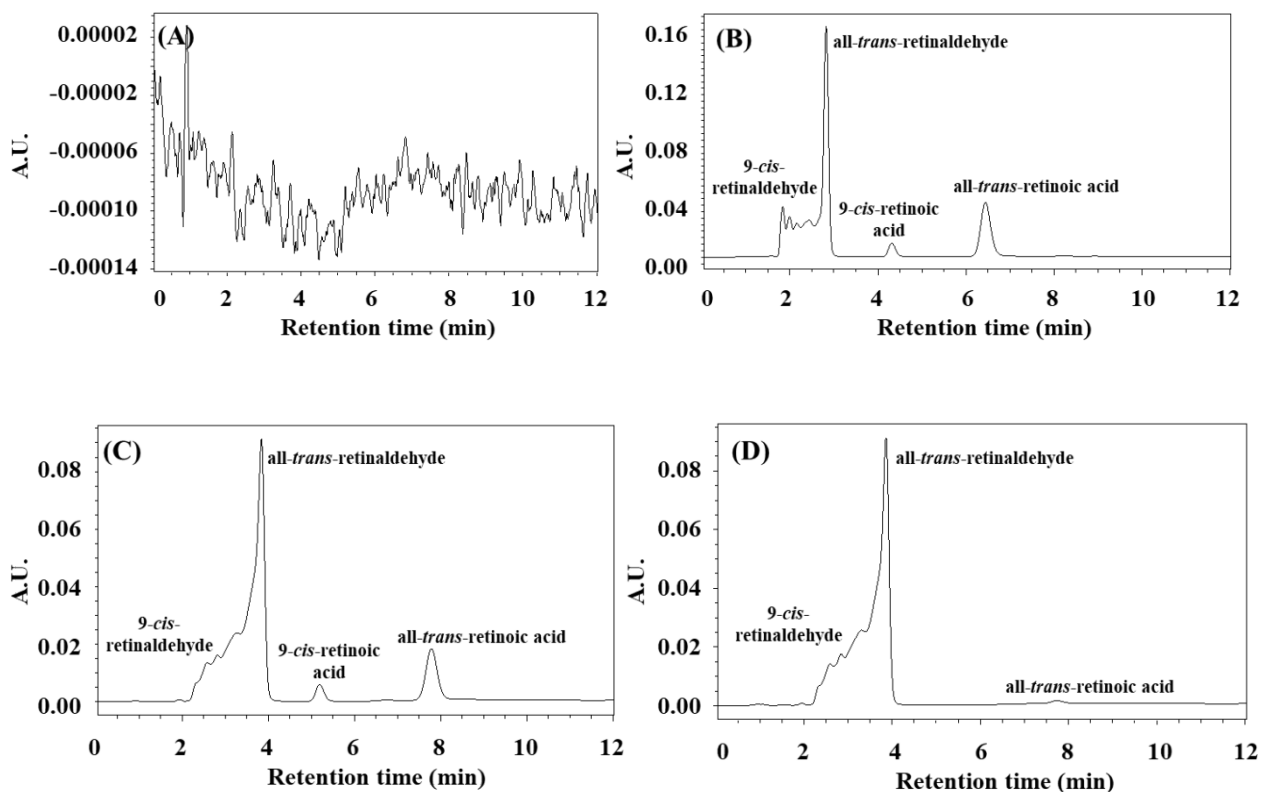 (A)
0.00002
-0.00002
-0.00006
-0.00010
-0.00014
A.U.
0 2 4 6 8 10 12
Retention time (min)
(B)
all-trans-retinaldehyde
0.16
0.12
0.08
0.04
0.00
A.U.
9-cis-
retinaldehyde
9-cis-retinoic
acid
all-trans-retinoic acid
0 2 4 6 8 10 12
Retention time (min)
(C)
all-trans-retinaldehyde
0.08
0.06
0.04
0.02
0.00
A.U.
9-cis-
retinaldehyde
9-cis-retinoic
acid
all-trans-retinoic acid
0 2 4 6 8 10 12
Retention time (min)
(D)
all-trans-retinaldehyde
0.08
0.06
0.04
0.02
0.00
A.U.
9-cis-
retinaldehyde
all-trans-retinoic acid
0 2 4 6 8 10 12
Retention time (min)